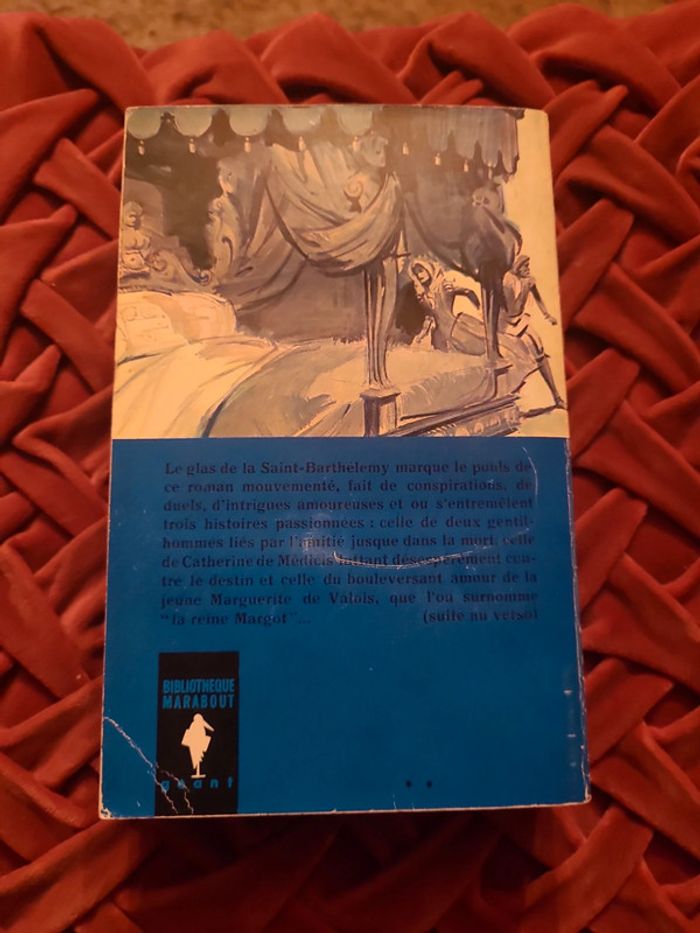 Le glas de la Saint-Barthélemy marque le pouls de
ce roman mouvementé, fait de conspirations, de
duels, d'intrigues amoureuses et où s'entremêlent
trois histoires passionnées : celle de deux gentil-
hommes liés par l'amitié jusque dans la mort, celle
de Catherine de Médicis luttant désespérément con-
tre le destin et celle du bouleversant amour de la
jeune Marguerite de Valois, que l'on surnomme
"la reine Margot"... (suite au verso)
BIBLIOTHEQUE
MARABOUT
géant